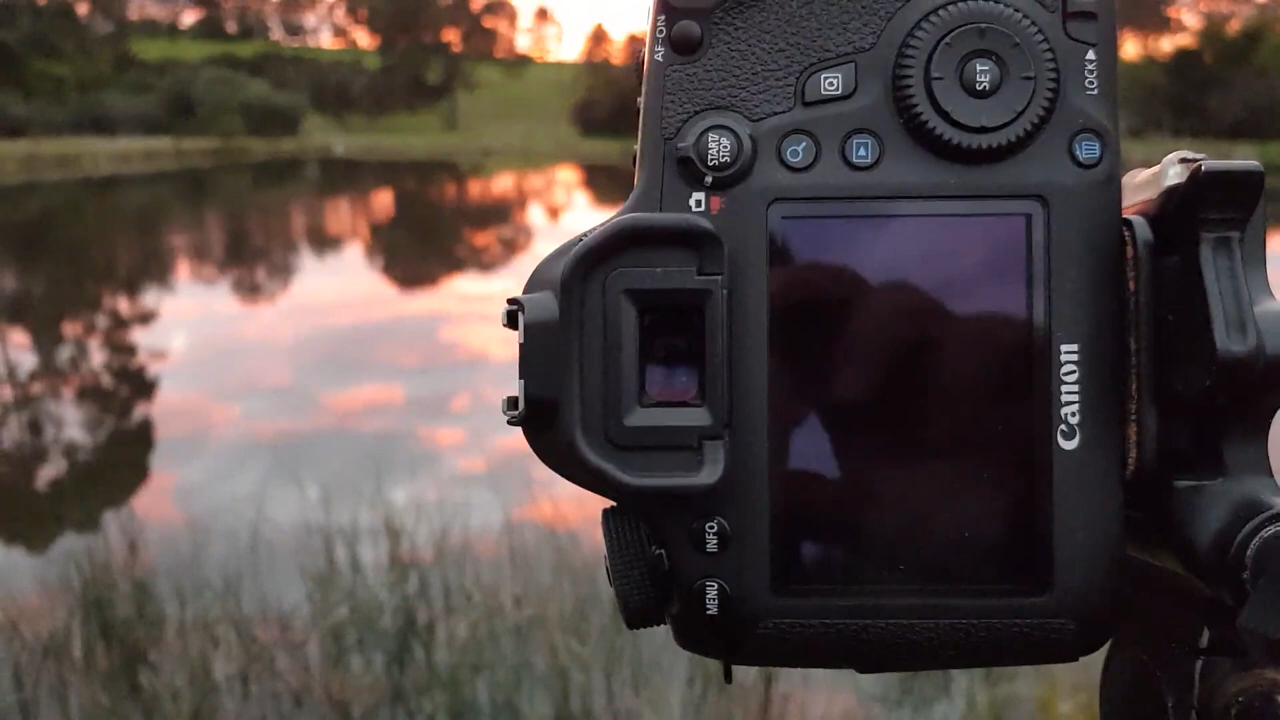 AF-ON
Q
SET
LOCK▶
START/
STOP
Canon
INFO.
MENU